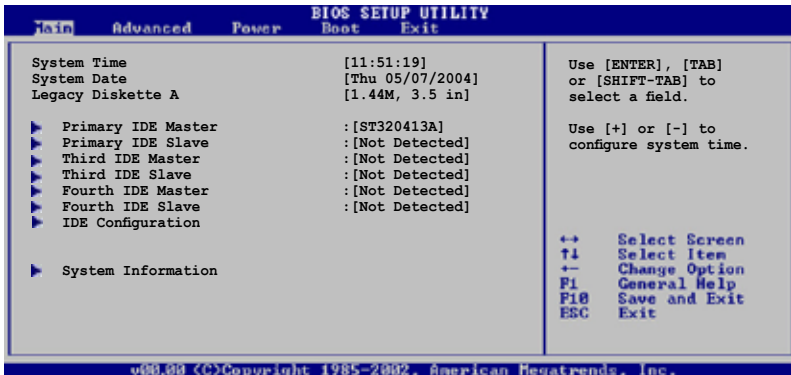 BIOS SETUP UTILITY
Main Advanced Power Boot Exit
System Time [11:51:19]
System Date [Thu 05/07/2004]
Legacy Diskette A [1.44M, 3.5 in]
Primary IDE Master :[ST320413A]
Primary IDE Slave :[Not Detected]
Third IDE Master :[Not Detected]
Third IDE Slave :[Not Detected]
Fourth IDE Master :[Not Detected]
Fourth IDE Slave :[Not Detected]
IDE Configuration
System Information
Use [ENTER], [TAB]
or [SHIFT-TAB] to
select a field.
Use [+] or [-] to
configure system time.
↔ Select Screen
↑↓ Select Item
+- Change Option
F1 General Help
F10 Save and Exit
ESC Exit
v00.00 (C)Copyright 1985-2002, American Megatrends, Inc.